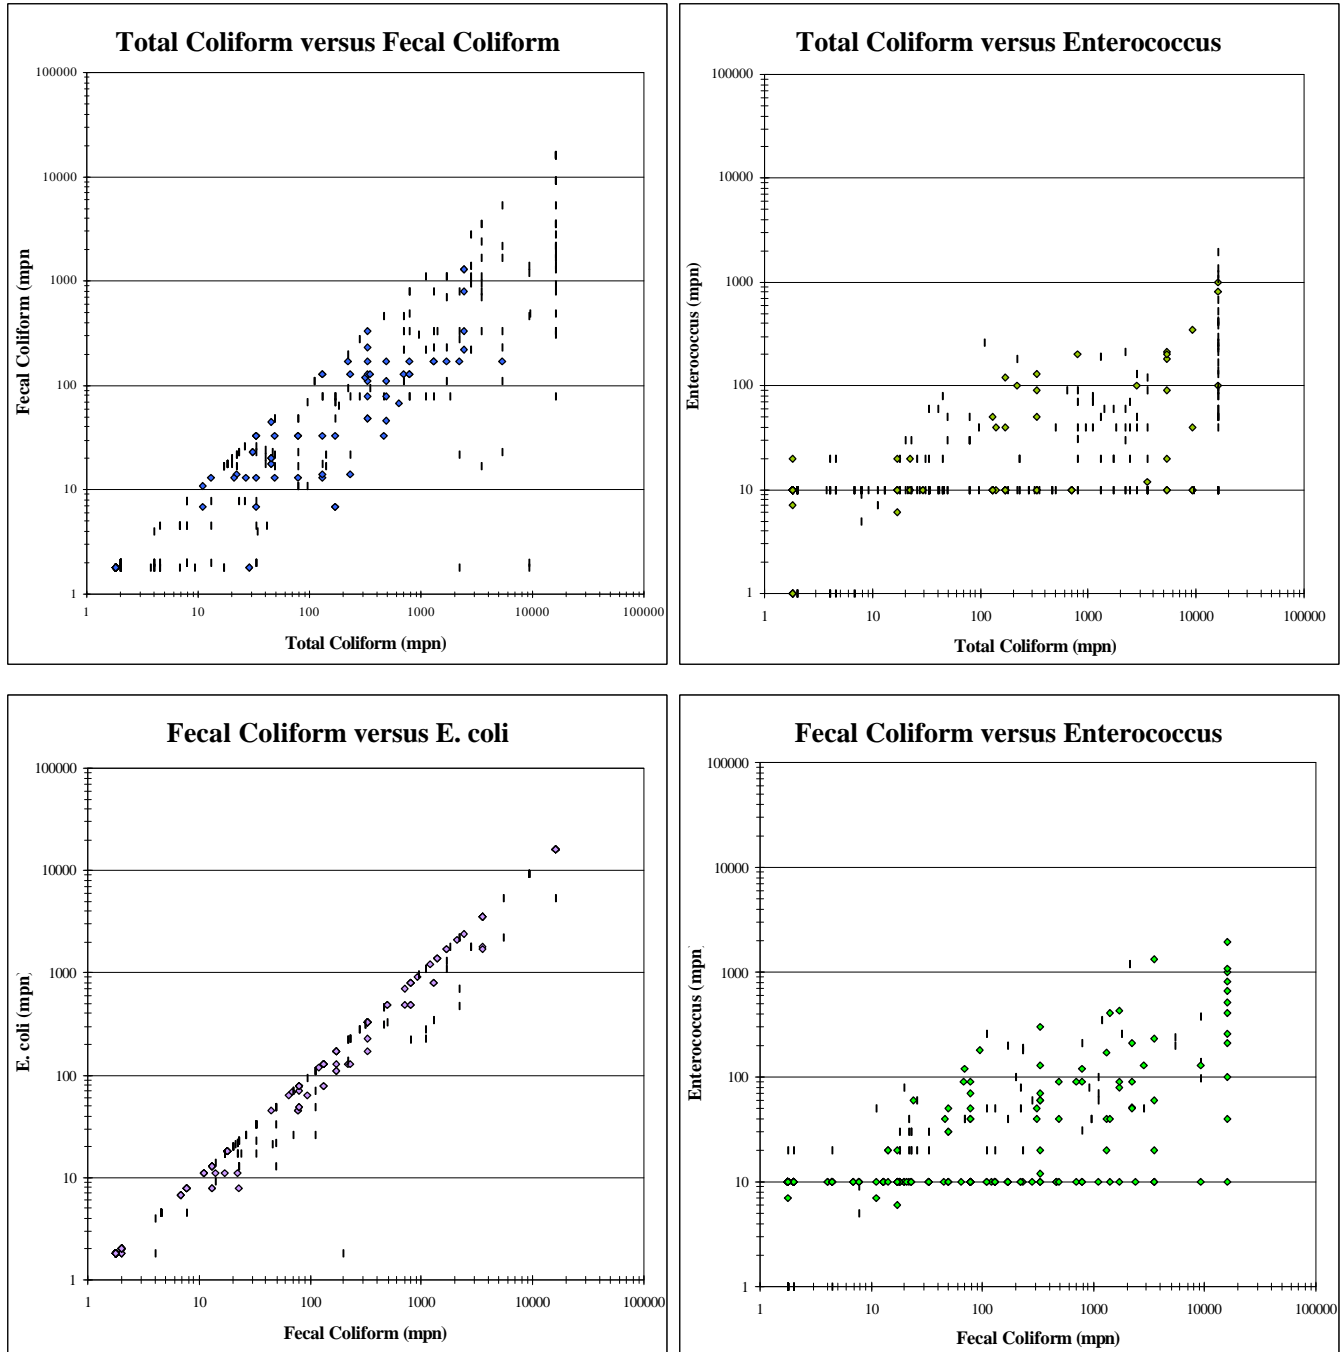 Total Coliform versus Fecal Coliform
100000
10000
1000
100
10
1
Fecal Coliform (mpn
1 10 100 1000 10000 100000
Total Coliform (mpn)
Total Coliform versus Enterococcus
100000
10000
1000
100
10
1
Enterococcus (mpn)
1 10 100 1000 10000 100000
Total Coliform (mpn)
Fecal Coliform versus E. coli
100000
10000
1000
100
10
1
E. coli (mpn)
1 10 100 1000 10000 100000
Fecal Coliform (mpn)
Fecal Coliform versus Enterococcus
100000
10000
1000
100
10
1
Enterococcus (mpn)
1 10 100 1000 10000 100000
Fecal Coliform (mpn)